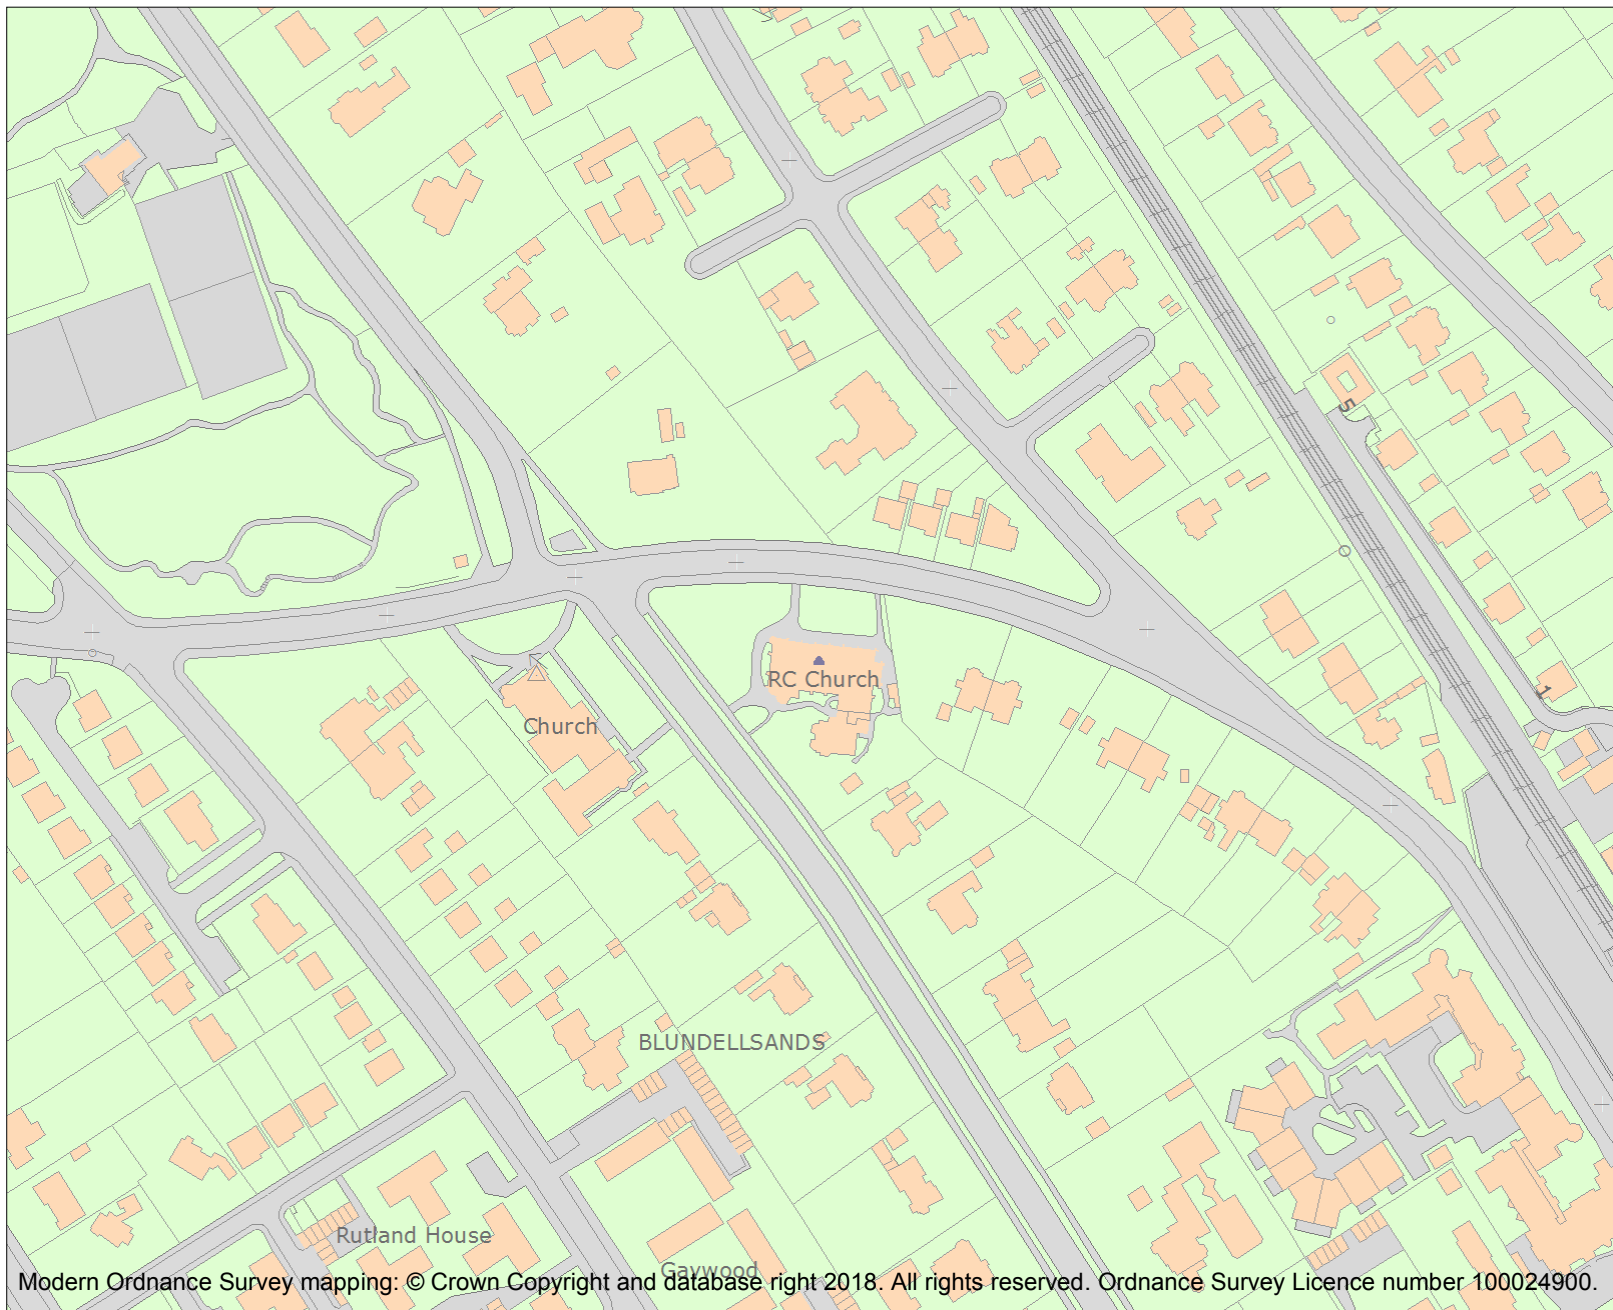 5
RC Church
1
Church
BLUNDELLSANDS
Rutland House
Gaywood
Modern Ordnance Survey mapping: © Crown Copyright and database right 2018. All rights reserved. Ordnance Survey Licence number 100024900.